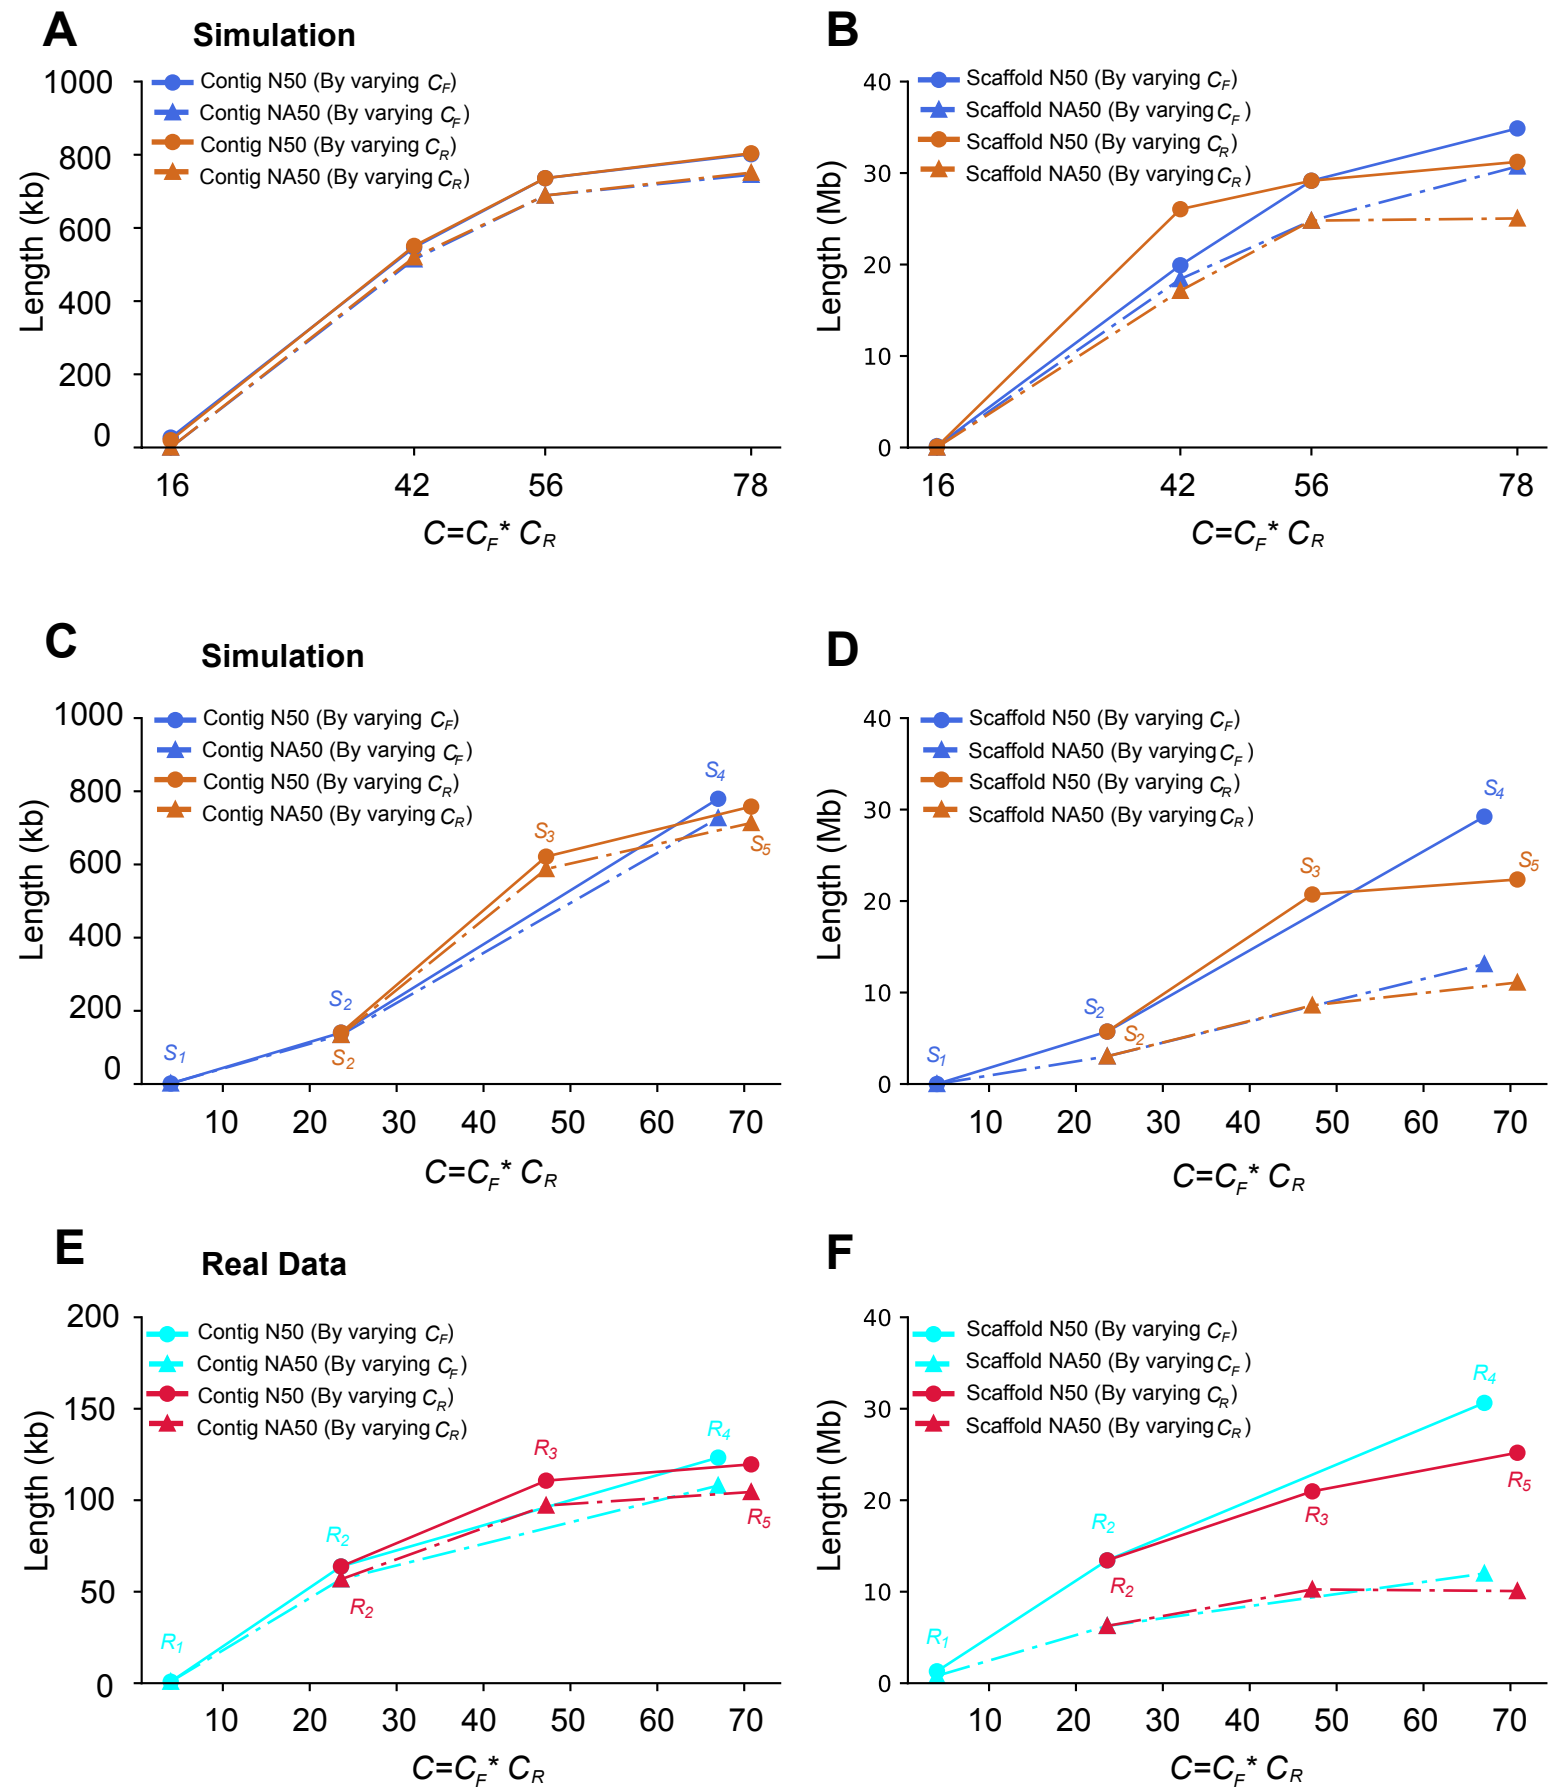 A
Simulation
1000
800
600
400
200
0
Length (kb)
Contig N50 (By varying CF)
Contig NA50 (By varying CF)
Contig N50 (By varying CR)
Contig NA50 (By varying CR)
16
42
56
78
C=CF* CR
B
40
30
20
10
0
Length (Mb)
Scaffold N50 (By varying CF)
Scaffold NA50 (By varying CF)
Scaffold N50 (By varying CR)
Scaffold NA50 (By varying CR)
16
42
56
78
C=CF* CR
C
Simulation
1000
800
600
400
200
0
Length (kb)
Contig N50 (By varying CF)
Contig NA50 (By varying CF)
Contig N50 (By varying CR)
Contig NA50 (By varying CR)
S4
S3
S5
S2
S1
S2
10
20
30
40
50
60
70
C=CF* CR
D
40
30
20
10
0
Length (Mb)
Scaffold N50 (By varying CF)
Scaffold NA50 (By varying CF)
Scaffold N50 (By varying CR)
Scaffold NA50 (By varying CR)
S4
S3
S5
S2
S2
S1
10
20
30
40
50
60
70
C=CF* CR
E
Real Data
200
150
100
50
0
Length (kb)
Contig N50 (By varying CF)
Contig NA50 (By varying CF)
Contig N50 (By varying CR)
Contig NA50 (By varying CR)
R4
R3
R5
R2
R2
R1
10
20
30
40
50
60
70
C=CF* CR
F
40
30
20
10
0
Length (Mb)
Scaffold N50 (By varying CF)
Scaffold NA50 (By varying CF)
Scaffold N50 (By varying CR)
Scaffold NA50 (By varying CR)
R4
R5
R3
R2
R2
R1
10
20
30
40
50
60
70
C=CF* CR